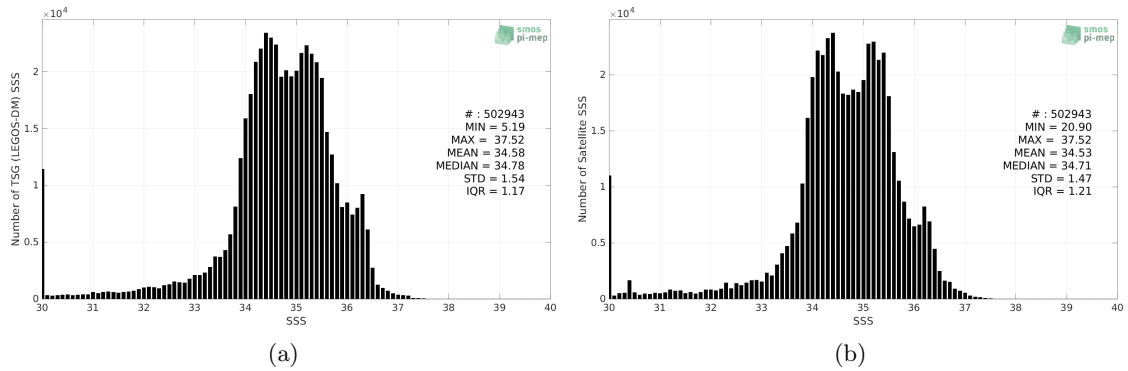 ×10⁴
smos
pi-mep
2
1.5
1
0.5
0
Number of TSG (LEGOS-DM) SSS
# : 502943
MIN = 5.19
MAX = 37.52
MEAN = 34.58
MEDIAN = 34.78
STD = 1.54
IQR = 1.17
30 31 32 33 34 35 36 37 38 39 40
SSS
(a)
×10⁴
smos
pi-mep
2
1.5
1
0.5
0
Number of Satellite SSS
# : 502943
MIN = 20.90
MAX = 37.52
MEAN = 34.53
MEDIAN = 34.71
STD = 1.47
IQR = 1.21
30 31 32 33 34 35 36 37 38 39 40
SSS
(b)